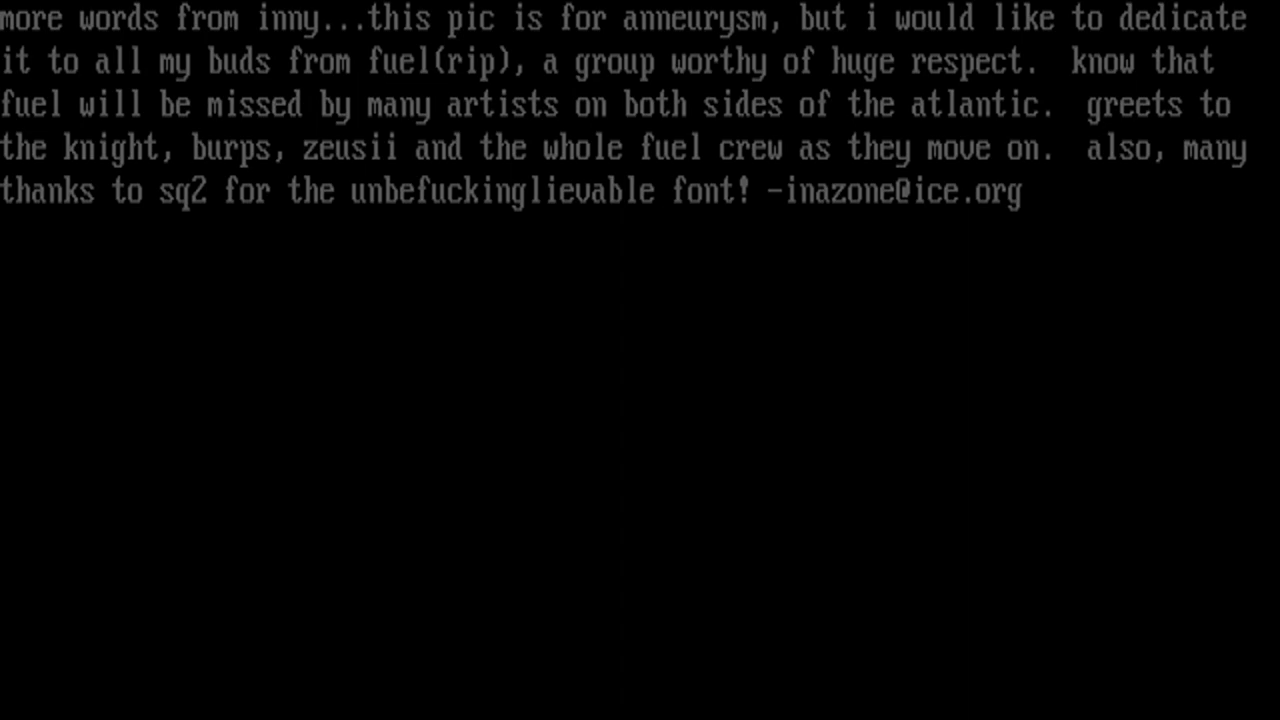 more words from inny...this pic is for anneurysm, but i would like to dedicate
it to all my buds from fuel(rip), a group worthy of huge respect.  know that
fuel will be missed by many artists on both sides of the atlantic.  greets to
the knight, burps, zeusii and the whole fuel crew as they move on.  also, many
thanks to sq2 for the unbefuckinglievable font! -inazone@ice.org